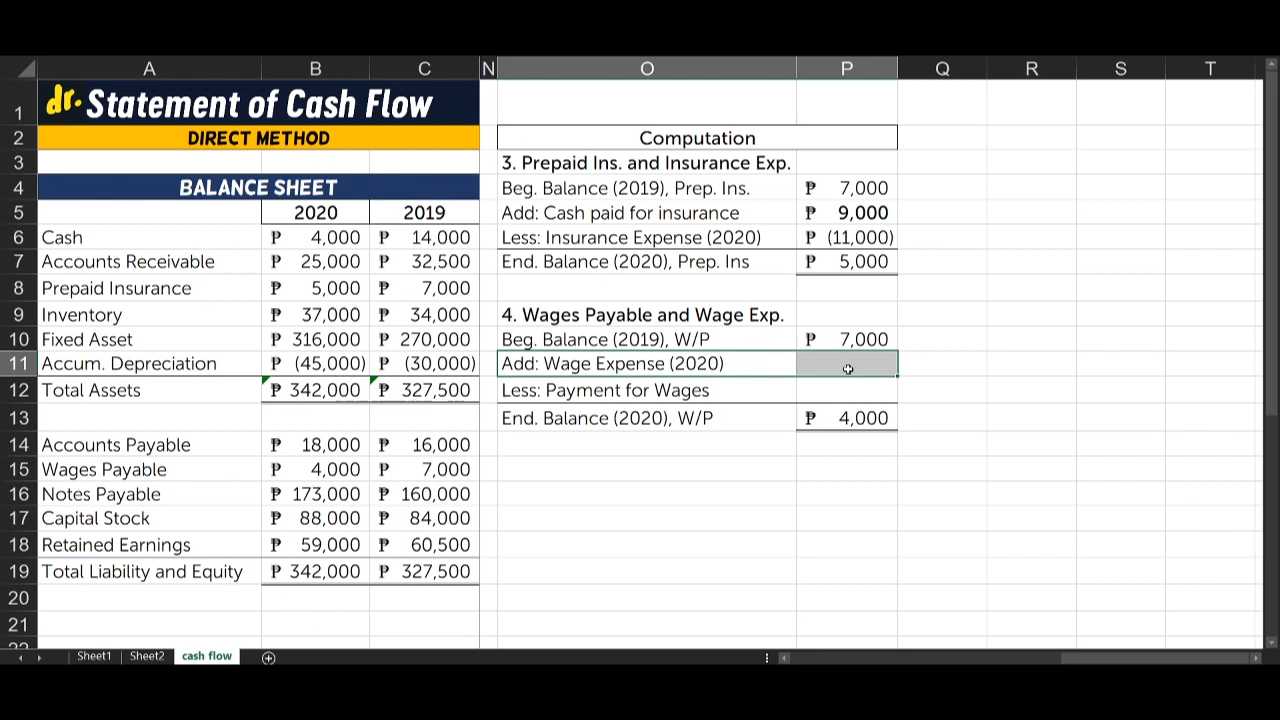 A B C N O P Q R S T
1 dr. Statement of Cash Flow
2 DIRECT METHOD Computation
3 3. Prepaid Ins. and Insurance Exp.
4 BALANCE SHEET Beg. Balance (2019), Prep. Ins. ₱ 7,000
5 2020 2019 Add: Cash paid for insurance ₱ 9,000
6 Cash ₱ 4,000 ₱ 14,000 Less: Insurance Expense (2020) ₱ (11,000)
7 Accounts Receivable ₱ 25,000 ₱ 32,500 End. Balance (2020), Prep. Ins ₱ 5,000
8 Prepaid Insurance ₱ 5,000 ₱ 7,000
9 Inventory ₱ 37,000 ₱ 34,000 4. Wages Payable and Wage Exp.
10 Fixed Asset ₱ 316,000 ₱ 270,000 Beg. Balance (2019), W/P ₱ 7,000
11 Accum. Depreciation ₱ (45,000) ₱ (30,000) Add: Wage Expense (2020)
12 Total Assets ₱ 342,000 ₱ 327,500 Less: Payment for Wages
13 End. Balance (2020), W/P ₱ 4,000
14 Accounts Payable ₱ 18,000 ₱ 16,000
15 Wages Payable ₱ 4,000 ₱ 7,000
16 Notes Payable ₱ 173,000 ₱ 160,000
17 Capital Stock ₱ 88,000 ₱ 84,000
18 Retained Earnings ₱ 59,000 ₱ 60,500
19 Total Liability and Equity ₱ 342,000 ₱ 327,500
20
21
22
Sheet1 Sheet2 cash flow